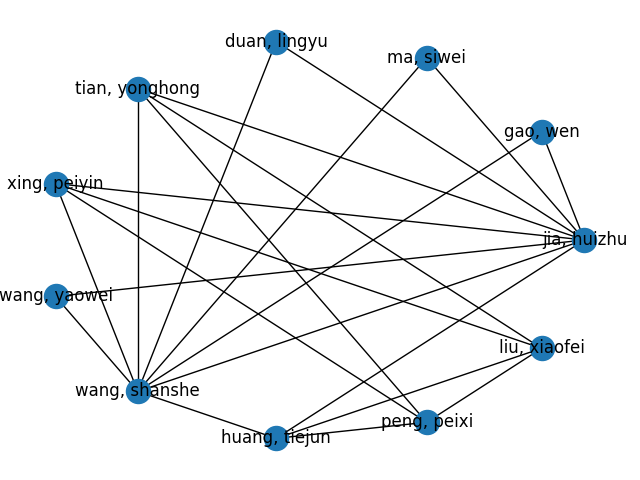 duan, lingyu
ma, siwei
tian, yonghong
gao, wen
xing, peiyin
jia, huizhu
wang, yaowei
liu, xiaofei
wang, shanshe
peng, peixi
huang, tiejun